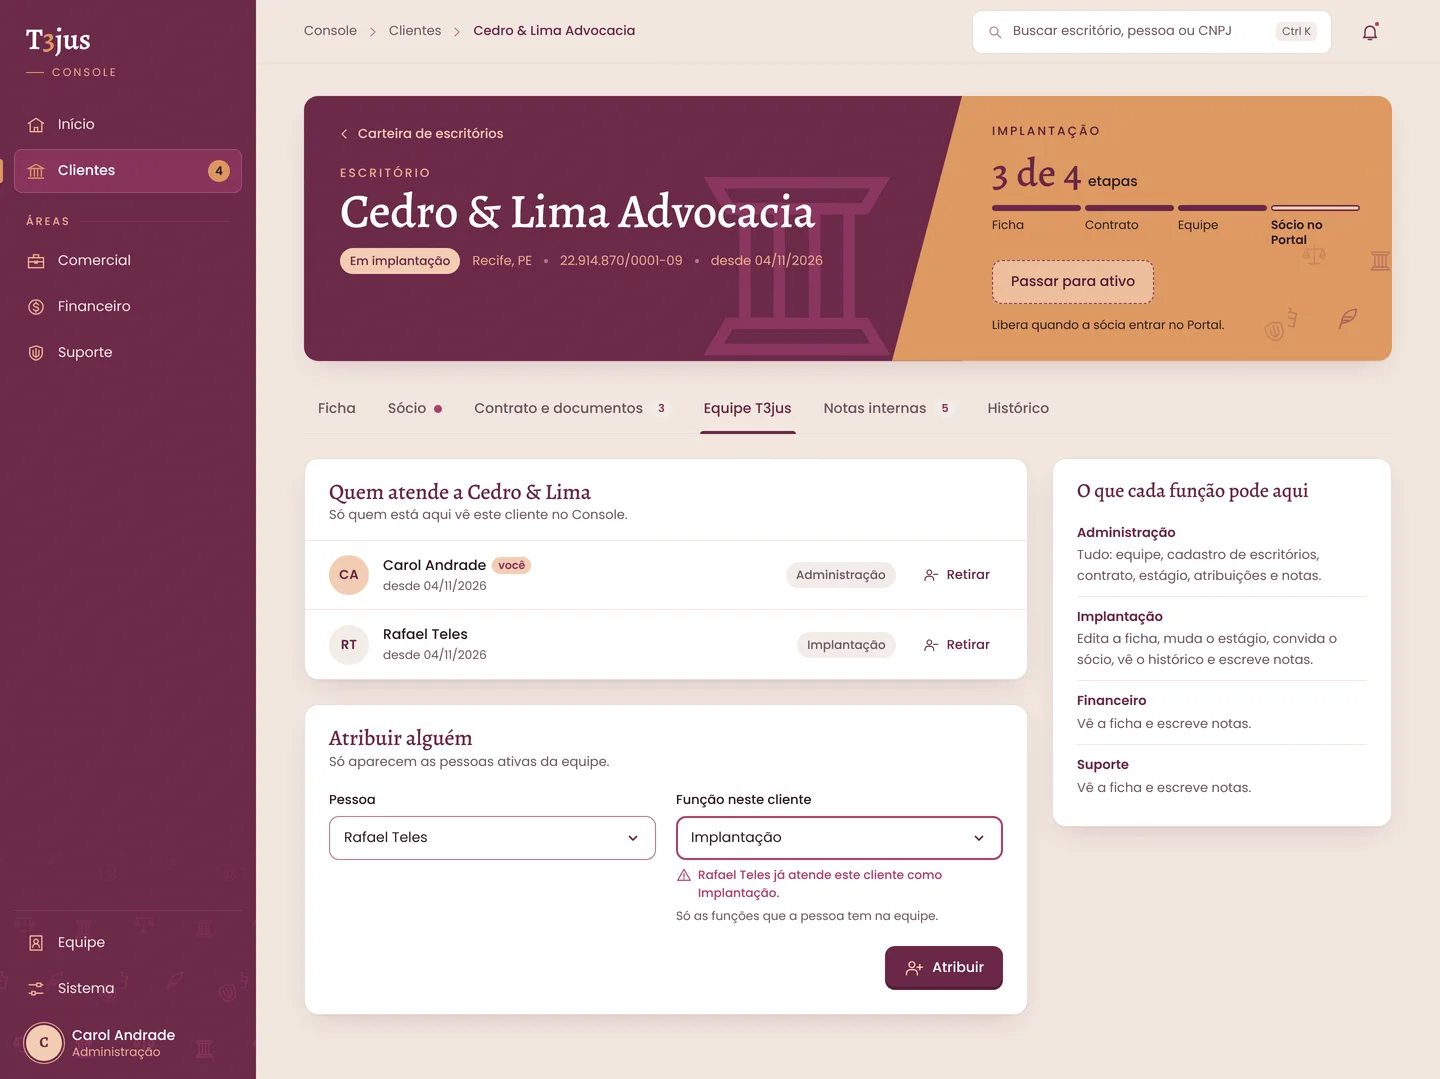 T3jus
CONSOLE
Início
Clientes
4
ÁREAS
Comercial
Financeiro
Suporte
Equipe
Sistema
C
Carol Andrade
Administração
Console
Clientes
Cedro & Lima Advocacia
Buscar escritório, pessoa ou CNPJ
Ctrl K
Carteira de escritórios
ESCRITÓRIO
Cedro & Lima Advocacia
Em implantação
Recife, PE • 22.914.870/0001-09 • desde 04/11/2026
IMPLANTAÇÃO
3 de 4 etapas
Ficha
Contrato
Equipe
Sócio no
Portal
Passar para ativo
Libera quando a sócia entrar no Portal.
Ficha
Sócio
Contrato e documentos 3
Equipe T3jus
Notas internas 5
Histórico
Quem atende a Cedro & Lima
Só quem está aqui vê este cliente no Console.
CA
Carol Andrade você
desde 04/11/2026
Administração
Retirar
RT
Rafael Teles
desde 04/11/2026
Implantação
Retirar
Atribuir alguém
Só aparecem as pessoas ativas da equipe.
Pessoa
Rafael Teles
Função neste cliente
Implantação
Rafael Teles já atende este cliente como
Implantação.
Só as funções que a pessoa tem na equipe.
Atribuir
O que cada função pode aqui
Administração
Tudo: equipe, cadastro de escritórios,
contrato, estágio, atribuições e notas.
Implantação
Edita a ficha, muda o estágio, convida o
sócio, vê o histórico e escreve notas.
Financeiro
Vê a ficha e escreve notas.
Suporte
Vê a ficha e escreve notas.